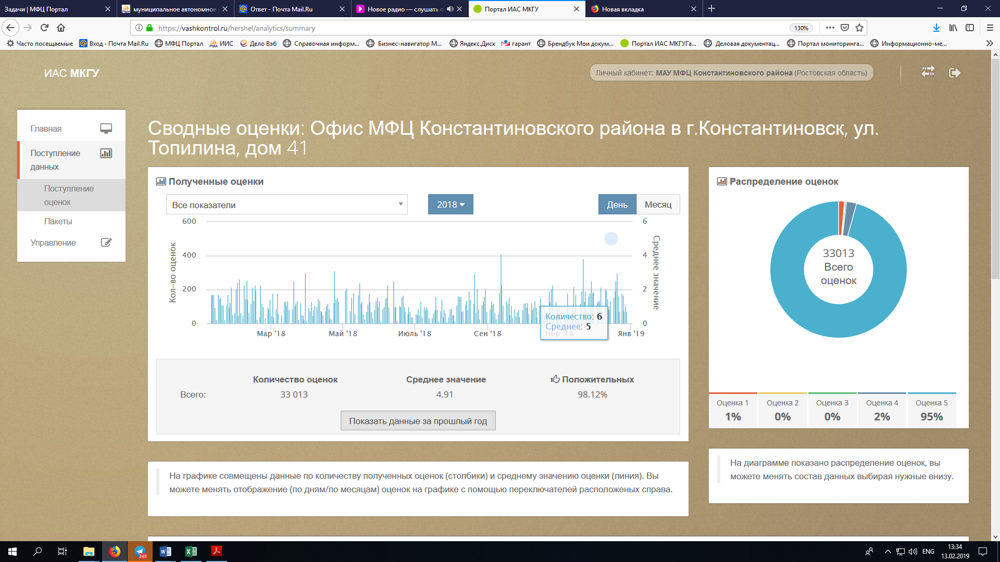 Задачи | МФЦ Портал
муниципальное автономное
Ответ - Почта Mail.Ru
Новое радио — слушать
Портал ИАС МКГУ
Новая вкладка
https://vashkontrol.ru/hershel/analytics/summary
130%
Часто посещаемые
Вход - Почта Mail.Ru
МФЦ Портал
ИИС
Дело Вэб
Справочная информ...
Бизнес-навигатор М...
Яндекс.Диск
гарант
Брендбук Мои докум...
Портал ИАС МКГУГа...
Деловая документац...
Портал мониторинга...
Информационно-ме...
ИАС МКГУ
Личный кабинет: МАУ МФЦ Константиновского района (Ростовская область)
Главная
Поступление
данных
Поступление
оценок
Пакеты
Управление
Сводные оценки: Офис МФЦ Константиновского района в г.Константиновск, ул.
Топилина, дом 41
Полученные оценки
Все показатели
2018
День
Месяц
600
400
200
0
Кол-во оценок
6
4
2
0
Среднее значение
Мар '18
Май '18
Июль '18
Сен '18
Ноя '18
Янв '19
Количество: 6
Среднее: 5
Количество оценок
Среднее значение
Положительных
Всего:
33 013
4.91
98.12%
Показать данные за прошлый год
На графике совмещены данные по количеству полученных оценок (столбики) и среднему значению оценки (линия). Вы
можете менять отображение (по дням/по месяцам) оценок на графике с помощью переключателей расположеных справа.
Распределение оценок
33013
Всего
оценок
Оценка 1
1%
Оценка 2
0%
Оценка 3
0%
Оценка 4
2%
Оценка 5
95%
На диаграмме показано распределение оценок, вы
можете менять состав данных выбирая нужные внизу.
240
ENG
13:34
13.02.2019